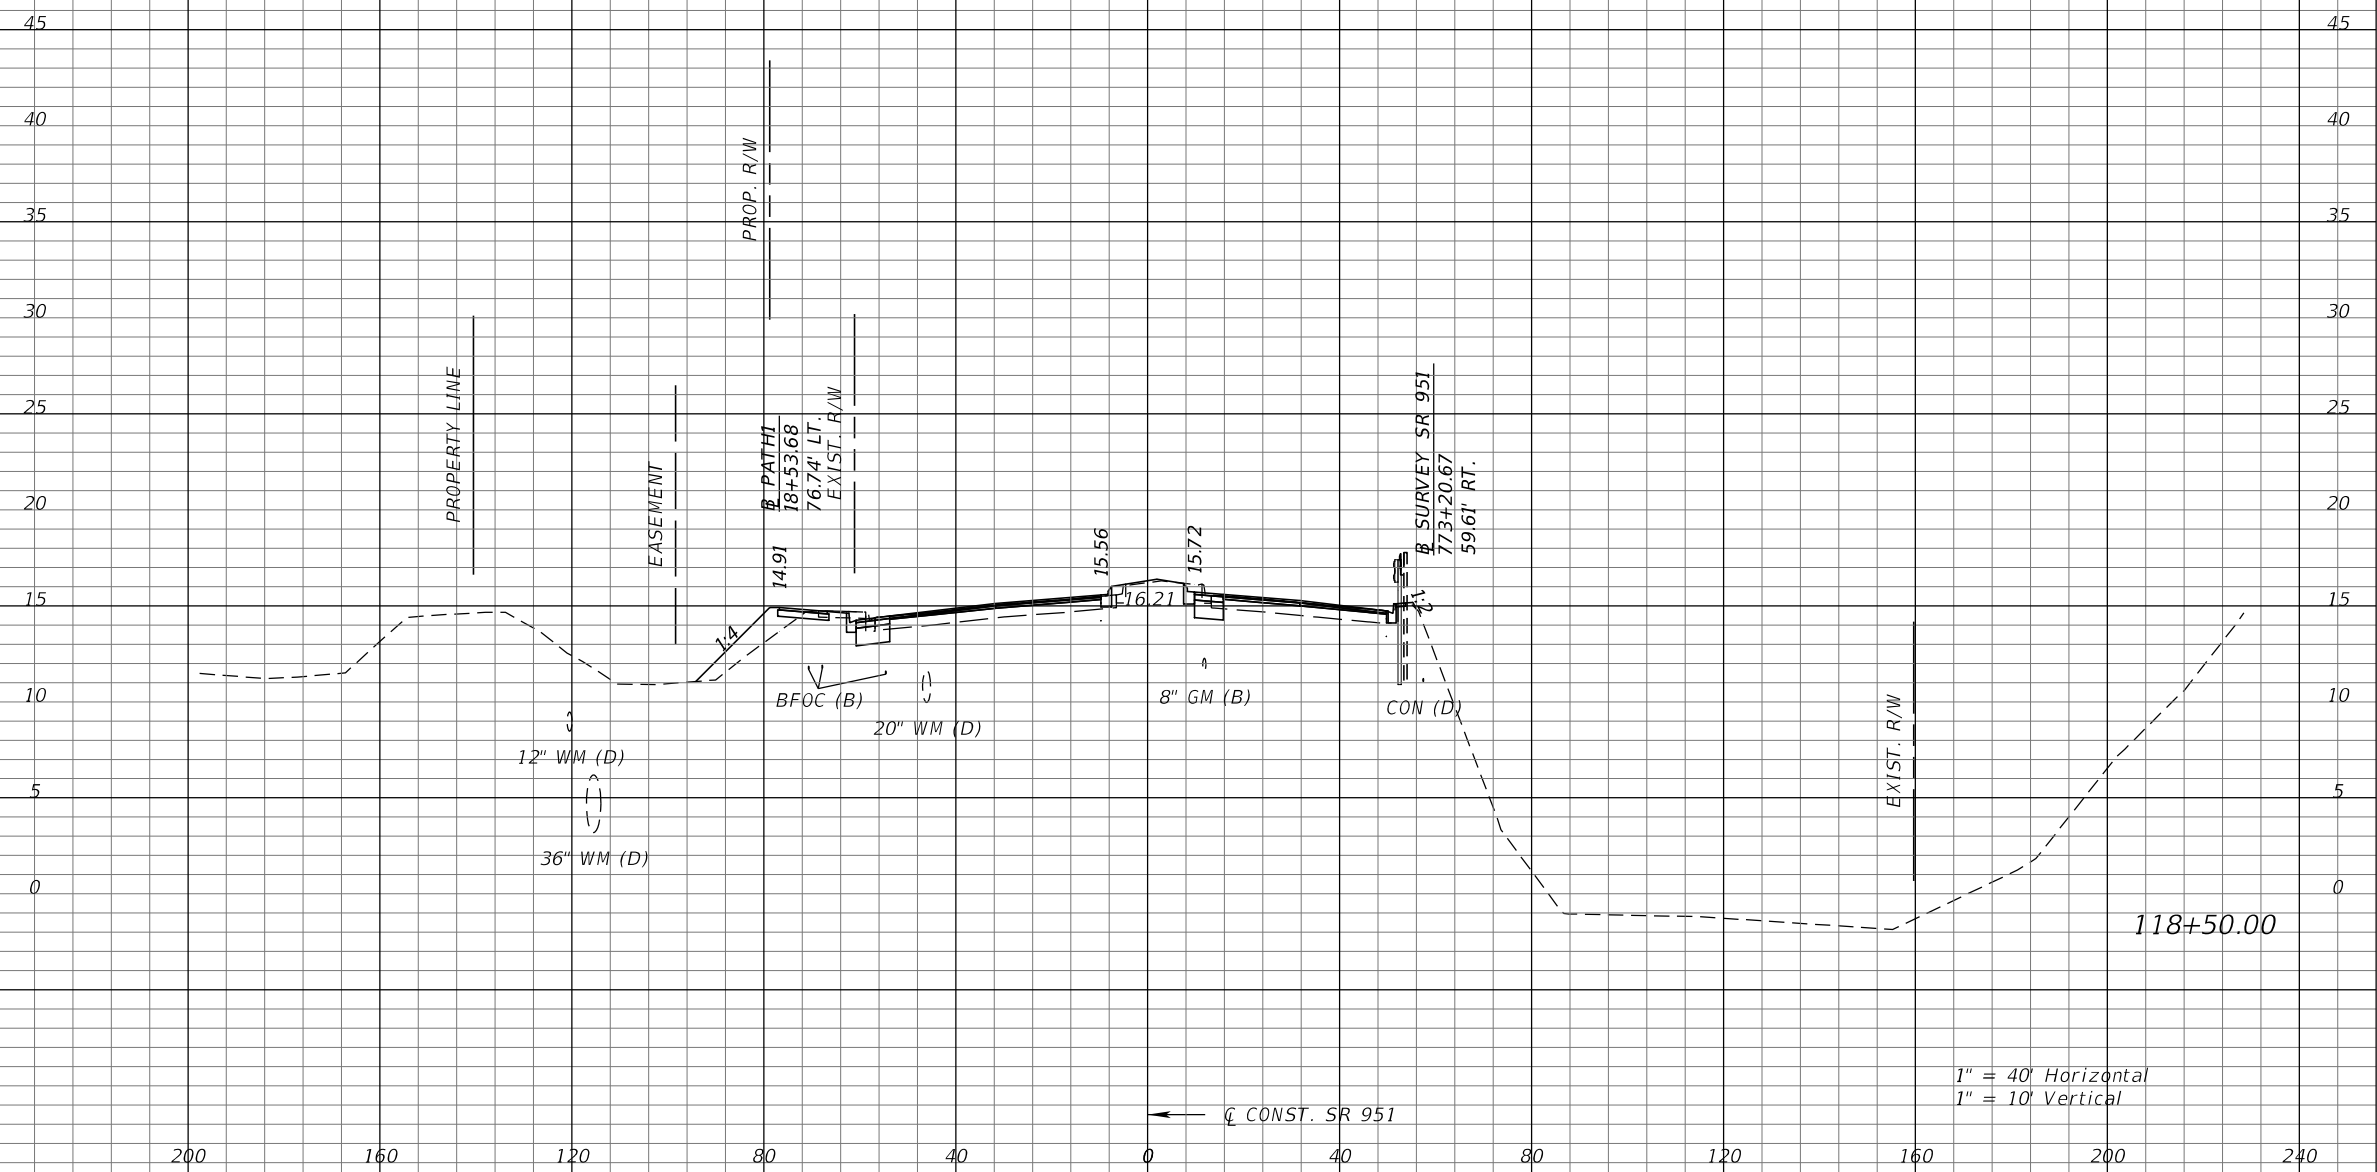 45
45
40
40
35
35
30
30
25
25
20
20
15
15
10
10
5
5
0
0
PROP. R/W
PROPERTY LINE
EASEMENT
PATH1
18+53.68
76.74' LT.
EXIST. R/W
SURVEY SR 951
773+20.67
59.61' RT.
14.91
15.56
15.72
16.21
1:4
1:2
BFOC (B)
20" WM (D)
8" GM (B)
CON (D)
12" WM (D)
36" WM (D)
EXIST. R/W
118+50.00
1" = 40' Horizontal
1" = 10' Vertical
℄ CONST. SR 951
200
160
120
80
40
0
40
80
120
160
200
240